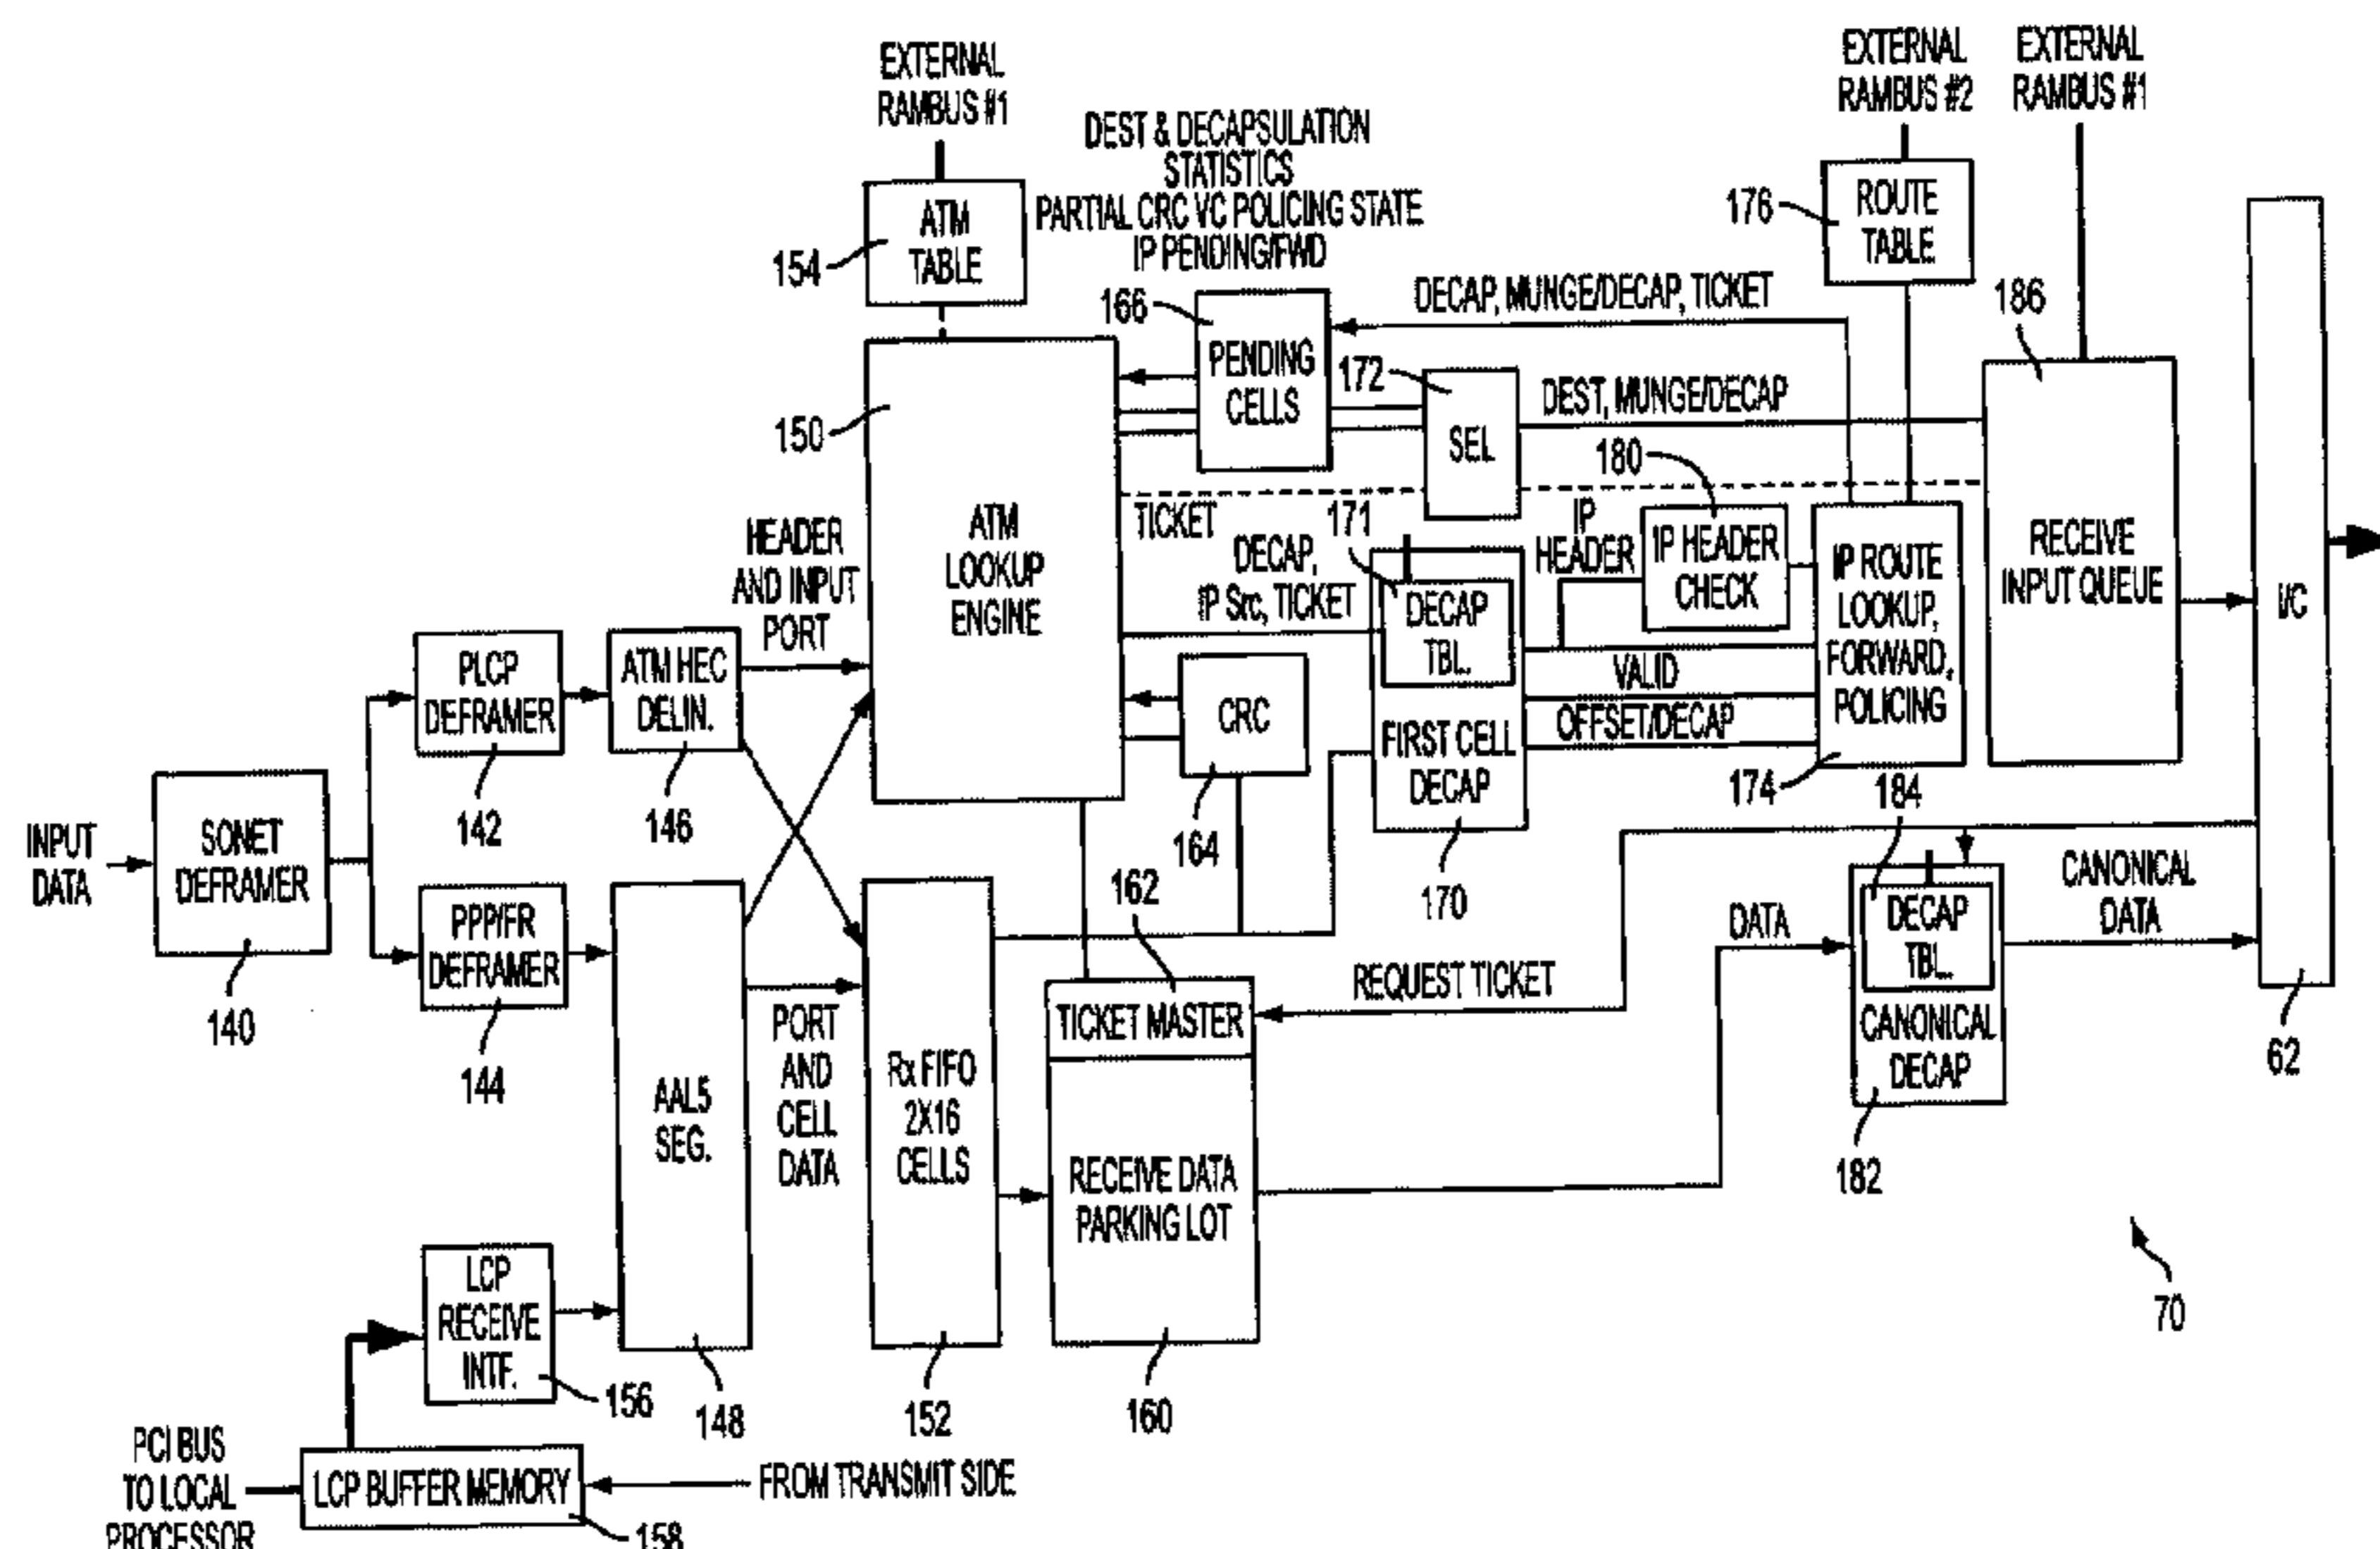 EXTERNAL
RAMBUS #1
EXTERNAL
RAMBUS #2
EXTERNAL
RAMBUS #1
DEST & DECAPSULATION
STATISTICS
PARTIAL CRC VC POLICING STATE
IP PENDING/FWD
154
ATM
TABLE
176
ROUTE
TABLE
166
PENDING
CELLS
DECAP, MUNGE/DECAP, TICKET
186
172
SEL
DEST, MUNGE/DECAP
150
ATM
LOOKUP
ENGINE
TICKET
180
IP
HEADER
IP HEADER
CHECK
171
DECAP,
IP Src, TICKET
DECAP
TBL.
FIRST CELL
DECAP
170
VALID
OFFSET/DECAP
IP ROUTE
LOOKUP,
FORWARD,
POLICING
174
RECEIVE
INPUT QUEUE
I/C
62
HEADER
AND INPUT
PORT
PLCP
DEFRAMER
142
ATM HEC
DELIN.
146
CRC
164
INPUT
DATA
SONET
DEFRAMER
140
PPP/FR
DEFRAMER
144
AAL5
SEG.
148
PORT
AND
CELL
DATA
Rx FIFO
2X16
CELLS
152
162
TICKET MASTER
RECEIVE DATA
PARKING LOT
160
REQUEST TICKET
DATA
184
DECAP
TBL.
CANONICAL
DECAP
182
CANONICAL
DATA
70
LCP
RECEIVE
INTF.
156
PCI BUS
TO LOCAL
PROCESSOR
LCP BUFFER MEMORY
158
FROM TRANSMIT SIDE